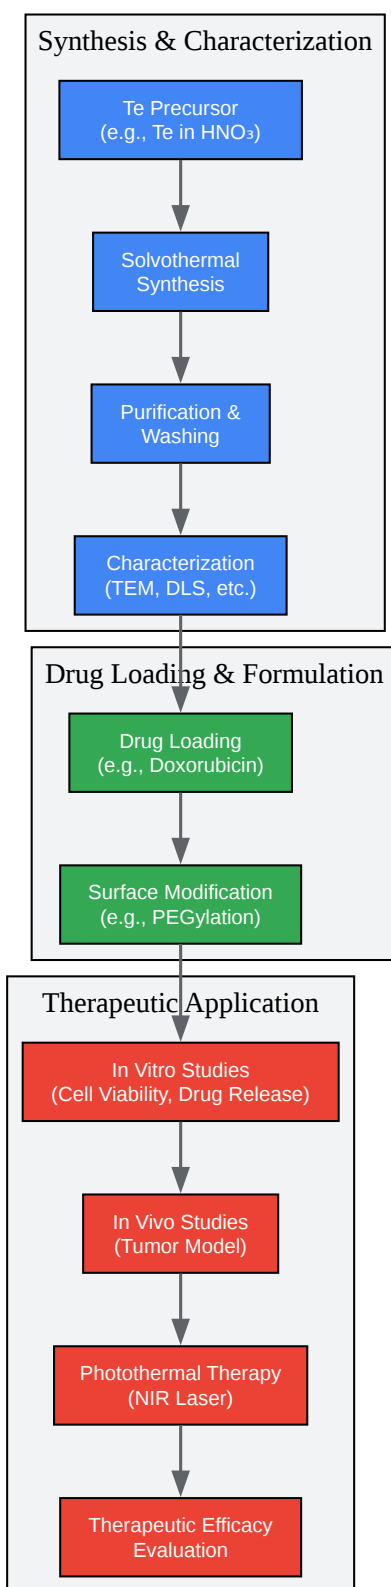 Synthesis & Characterization
Te Precursor
(e.g., Te in HNO₃)
Solvothermal
Synthesis
Purification &
Washing
Characterization
(TEM, DLS, etc.)
Drug Loading & Formulation
Drug Loading
(e.g., Doxorubicin)
Surface Modification
(e.g., PEGylation)
Therapeutic Application
In Vitro Studies
(Cell Viability, Drug Release)
In Vivo Studies
(Tumor Model)
Photothermal Therapy
(NIR Laser)
Therapeutic Efficacy
Evaluation